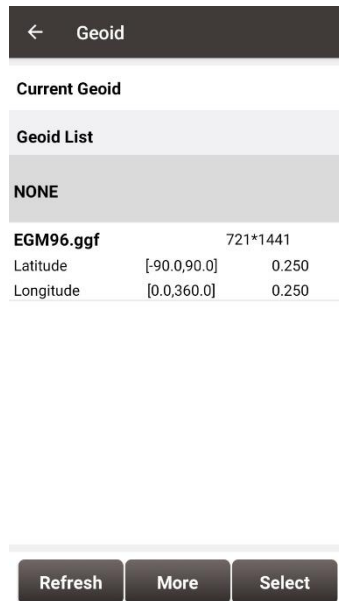 Geoid
Current Geoid
Geoid List
NONE
EGM96.ggf 721*1441
Latitude [-90.0,90.0] 0.250
Longitude [0.0,360.0] 0.250
Refresh More Select